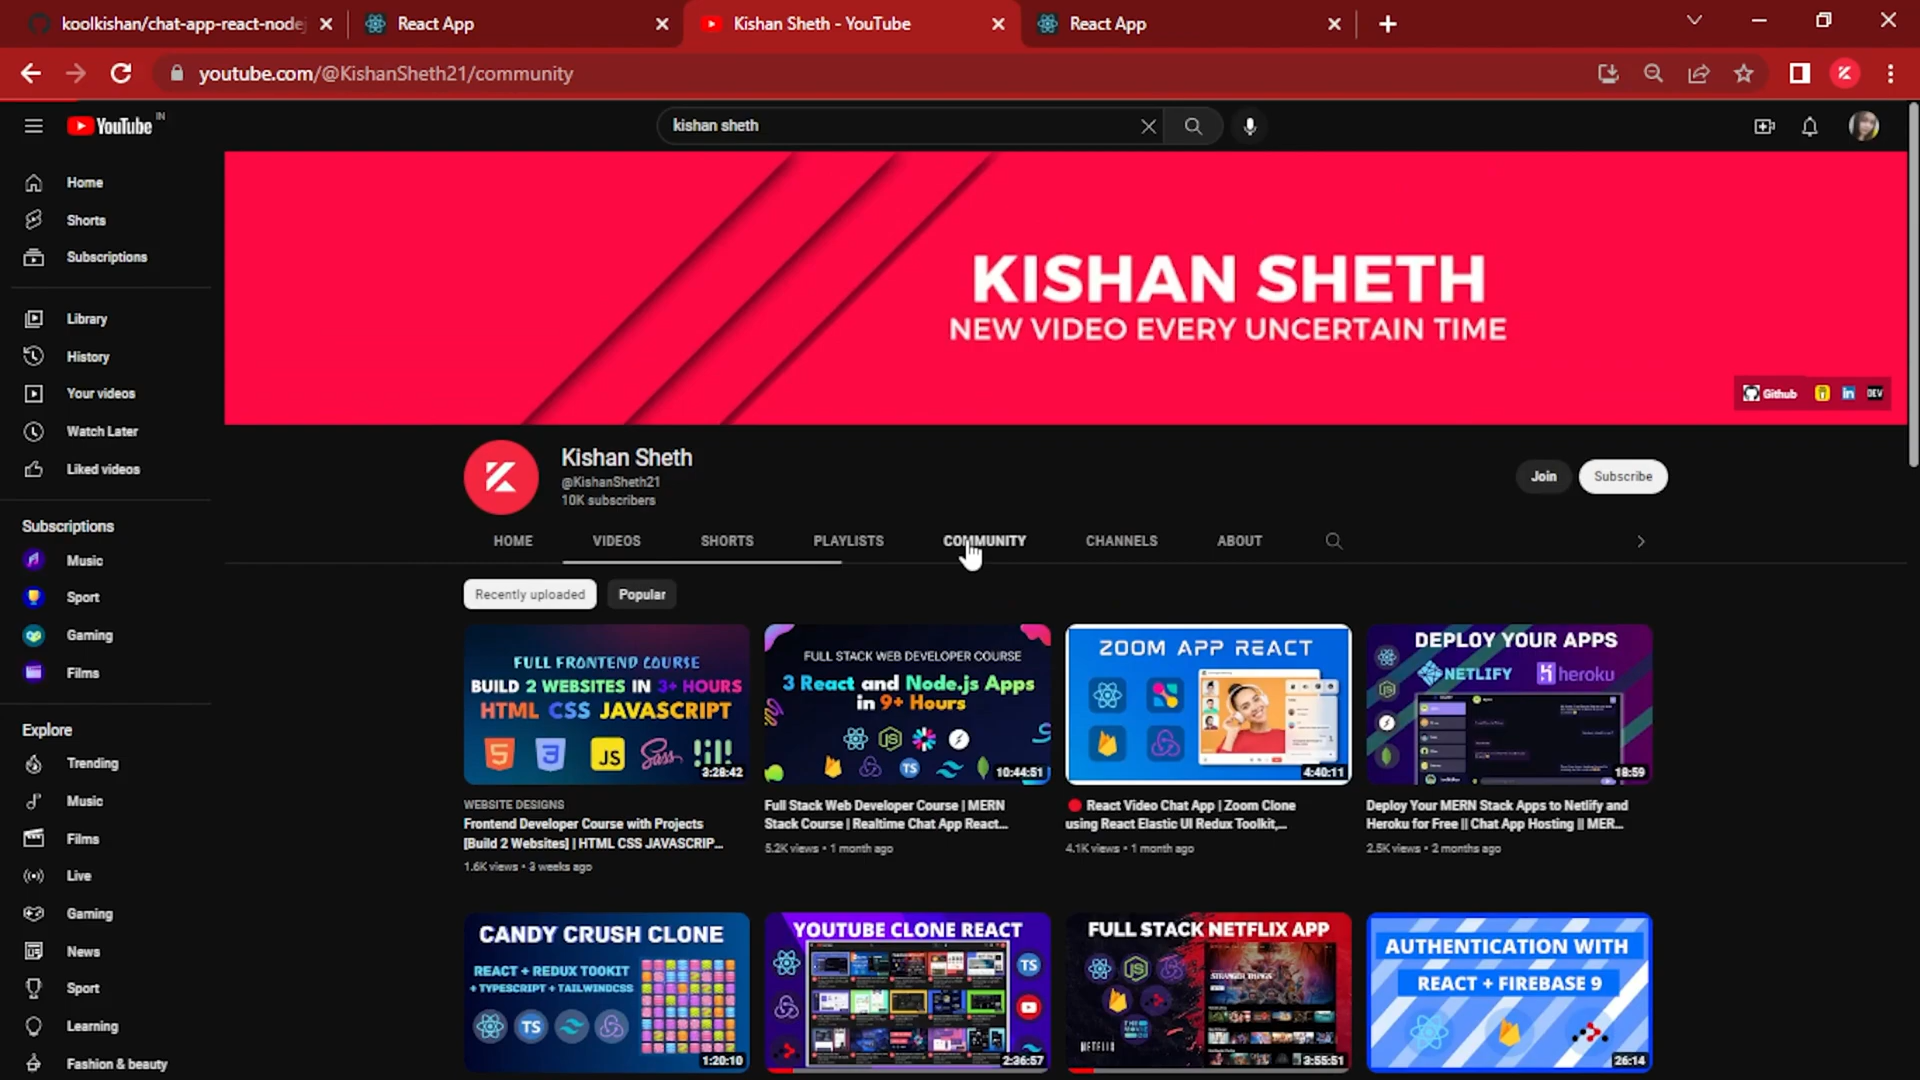 koolkishan/chat-app-react-node
React App
Kishan Sheth - YouTube
React App
youtube.com/@KishanSheth21/community
YouTube IN
kishan sheth
Home
Shorts
Subscriptions
Library
History
Your videos
Watch Later
Liked videos
Subscriptions
Music
Sport
Gaming
Films
Explore
Trending
Music
Films
Live
Gaming
News
Sport
Learning
Fashion & beauty
KISHAN SHETH
NEW VIDEO EVERY UNCERTAIN TIME
Github
in
DEV
Kishan Sheth
@KishanSheth21
10K subscribers
Join
Subscribe
HOME
VIDEOS
SHORTS
PLAYLISTS
COMMUNITY
CHANNELS
ABOUT
Recently uploaded
Popular
FULL FRONTEND COURSE
BUILD 2 WEBSITES IN 3+ HOURS
HTML CSS JAVASCRIPT
JS
Sass
3:28:42
WEBSITE DESIGNS
Frontend Developer Course with Projects
[Build 2 Websites] | HTML CSS JAVASCRIP...
1.6K views • 3 weeks ago
FULL STACK WEB DEVELOPER COURSE
3 React and Node.js Apps
in 9+ Hours
TS
10:44:51
Full Stack Web Developer Course | MERN
Stack Course | Realtime Chat App React...
5.2K views • 1 month ago
ZOOM APP REACT
4:40:11
React Video Chat App | Zoom Clone
using React Elastic UI Redux Toolkit,...
4.1K views • 1 month ago
DEPLOY YOUR APPS
NETLIFY
heroku
18:59
Deploy Your MERN Stack Apps to Netlify and
Heroku for Free || Chat App Hosting || MER...
2.5K views • 2 months ago
CANDY CRUSH CLONE
REACT + REDUX TOOKIT
+ TYPESCRIPT + TAILWINDCSS
TS
1:20:10
YOUTUBE CLONE REACT
TS
2:36:57
FULL STACK NETFLIX APP
STRANGER THINGS
NETFLIX
3:55:51
AUTHENTICATION WITH
REACT + FIREBASE 9
26:14